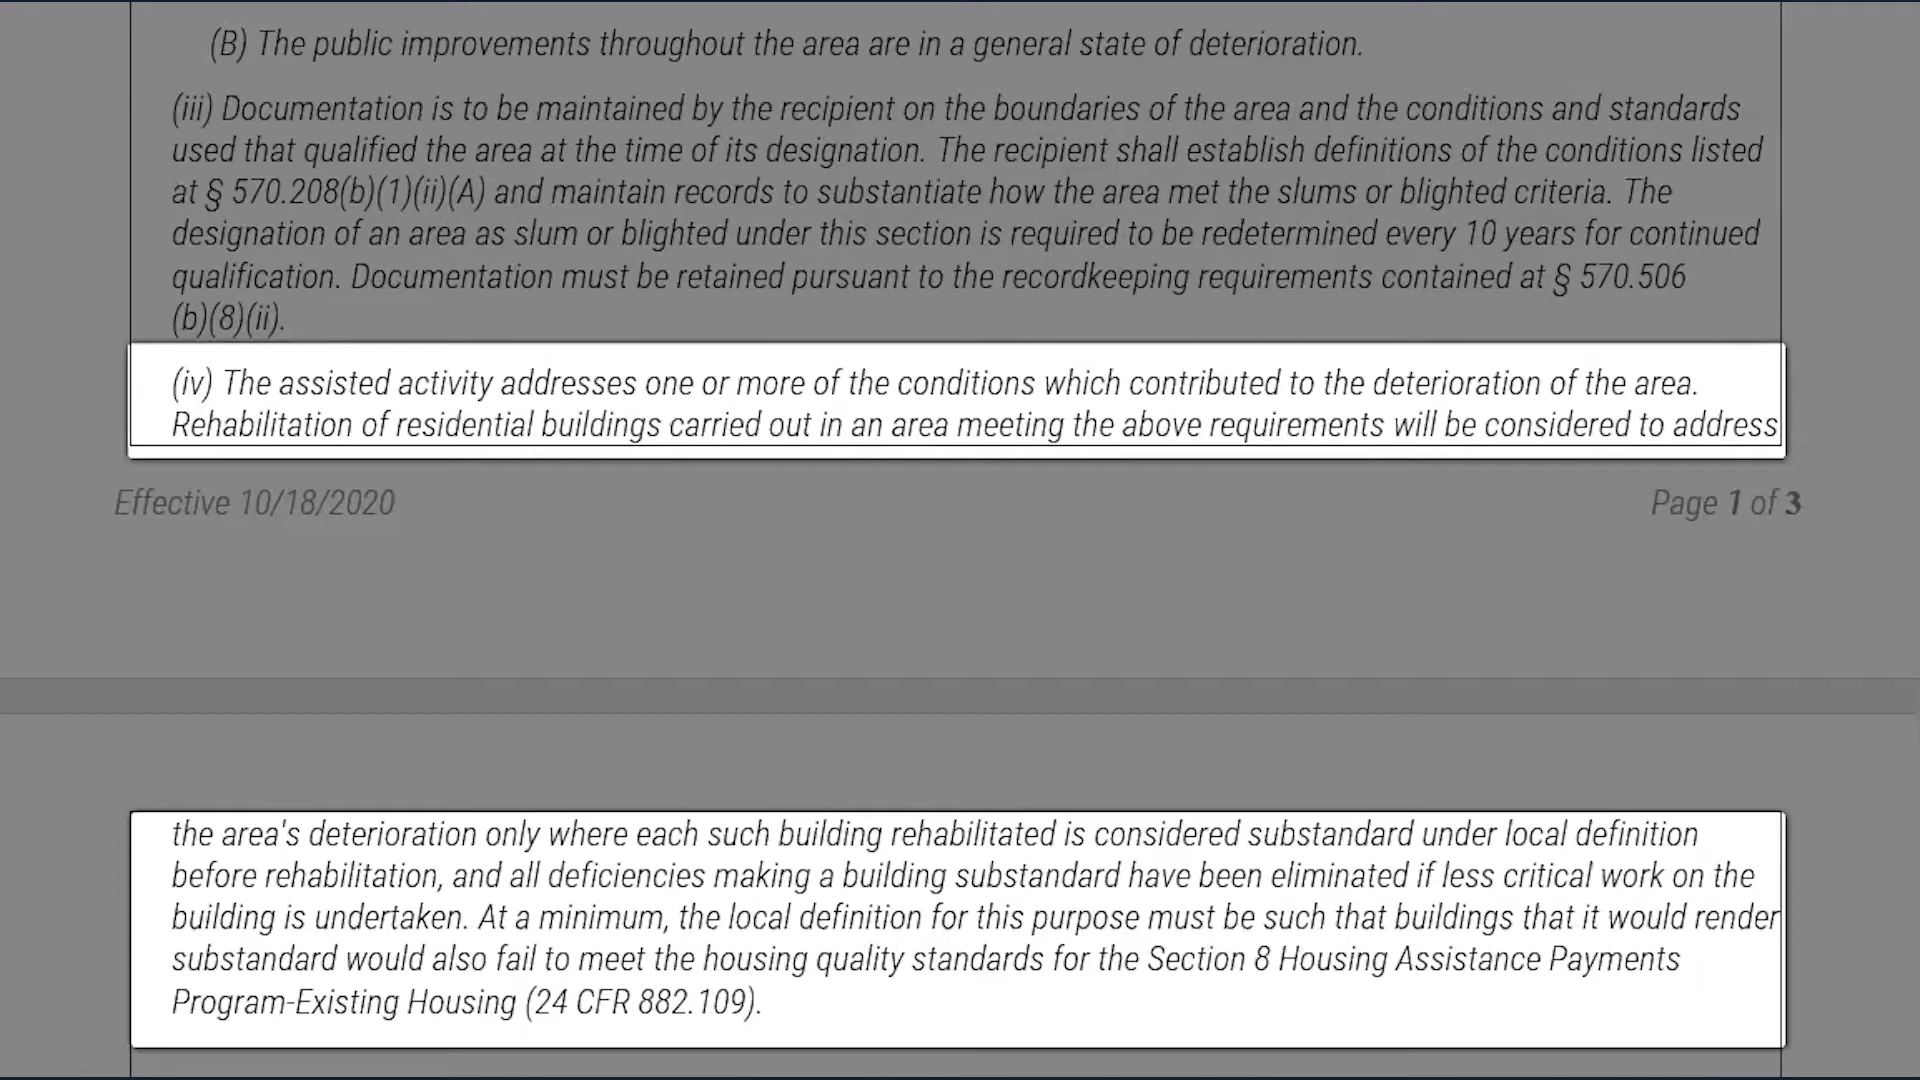 (B) The public improvements throughout the area are in a general state of deterioration.
(iii) Documentation is to be maintained by the recipient on the boundaries of the area and the conditions and standards
used that qualified the area at the time of its designation. The recipient shall establish definitions of the conditions listed
at § 570.208(b)(1)(ii)(A) and maintain records to substantiate how the area met the slums or blighted criteria. The
designation of an area as slum or blighted under this section is required to be redetermined every 10 years for continued
qualification. Documentation must be retained pursuant to the recordkeeping requirements contained at § 570.506
(b)(8)(ii).
(iv) The assisted activity addresses one or more of the conditions which contributed to the deterioration of the area.
Rehabilitation of residential buildings carried out in an area meeting the above requirements will be considered to address
Effective 10/18/2020
Page 1 of 3
the area's deterioration only where each such building rehabilitated is considered substandard under local definition
before rehabilitation, and all deficiencies making a building substandard have been eliminated if less critical work on the
building is undertaken. At a minimum, the local definition for this purpose must be such that buildings that it would render
substandard would also fail to meet the housing quality standards for the Section 8 Housing Assistance Payments
Program-Existing Housing (24 CFR 882.109).